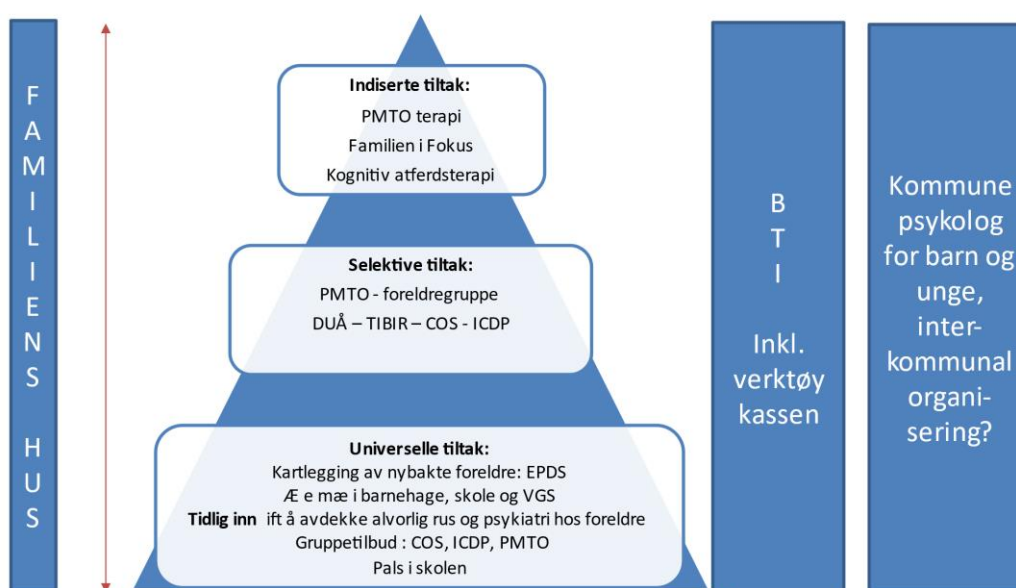 FAMILIENS HUS
Indiserte tiltak:
PMTO terapi
Familien i Fokus
Kognitiv atferdsterapi
Selektive tiltak:
PMTO - foreldregruppe
DUÅ – TIBIR – COS - ICDP
Universelle tiltak:
Kartlegging av nybakte foreldre: EPDS
Æ e mæ i barnehage, skole og VGS
Tidlig inn ift å avdekke alvorlig rus og psykiatri hos foreldre
Gruppetilbud : COS, ICDP, PMTO
Pals i skolen
BTI
Inkl.
verktøy
kassen
Kommune
psykolog
for barn og
unge,
inter-
kommunal
organi-
sering?